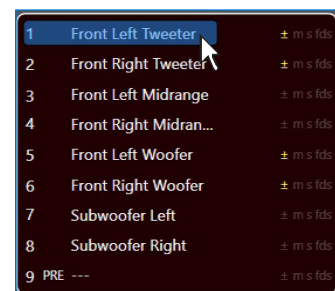 1 Front Left Tweeter ± m s fds
2 Front Right Tweeter ± m s fds
3 Front Left Midrange ± m s fds
4 Front Right Midran... ± m s fds
5 Front Left Woofer ± m s fds
6 Front Right Woofer ± m s fds
7 Subwoofer Left ± m s fds
8 Subwoofer Right ± m s fds
9 PRE --- ± m s fds